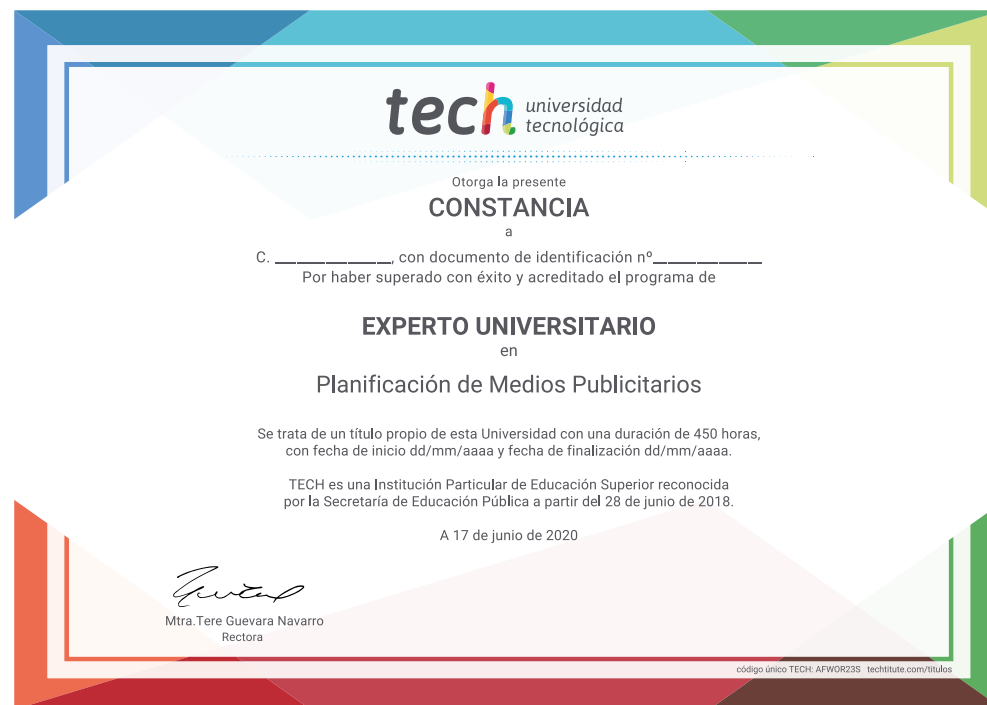 tech universidad
tecnológica
Otorga la presente
CONSTANCIA
a
C. ____________, con documento de identificación nº____________
Por haber superado con éxito y acreditado el programa de
EXPERTO UNIVERSITARIO
en
Planificación de Medios Publicitarios
Se trata de un título propio de esta Universidad con una duración de 450 horas,
con fecha de inicio dd/mm/aaaa y fecha de finalización dd/mm/aaaa.
TECH es una Institución Particular de Educación Superior reconocida
por la Secretaría de Educación Pública a partir del 28 de junio de 2018.
A 17 de junio de 2020
Mtra.Tere Guevara Navarro
Rectora
código único TECH: AFWOR23S techtitute.com/titulos